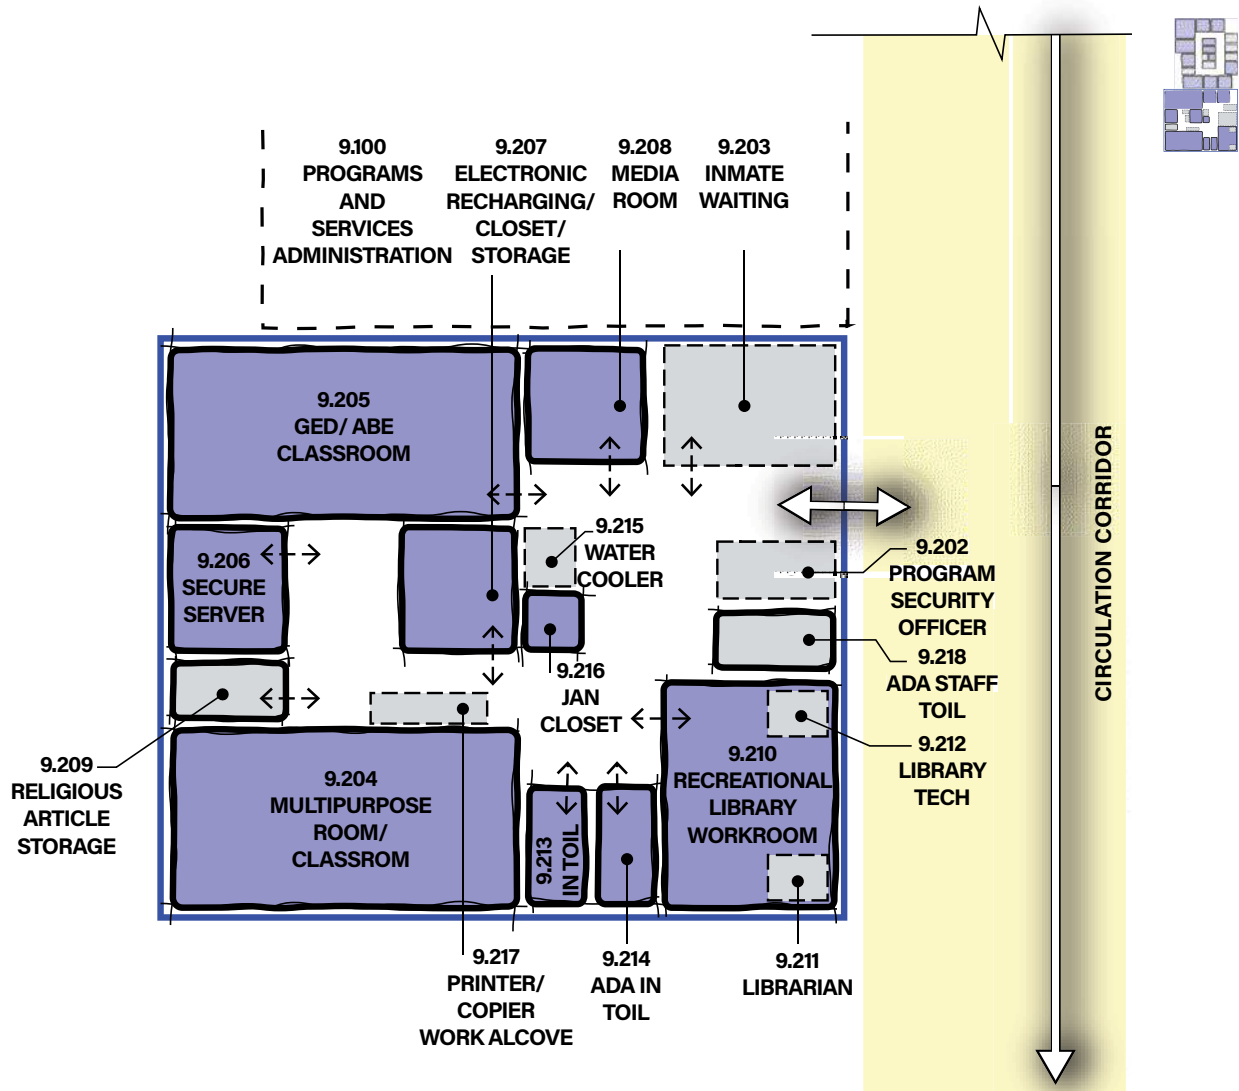 9.100
PROGRAMS
AND
SERVICES
ADMINISTRATION
9.207
ELECTRONIC
RECHARGING/
CLOSET/
STORAGE
9.208
MEDIA
ROOM
9.203
INMATE
WAITING
9.205
GED/ ABE
CLASSROOM
9.206
SECURE
SERVER
9.215
WATER
COOLER
9.202
PROGRAM
SECURITY
OFFICER
9.218
ADA STAFF
TOIL
9.216
JAN
CLOSET
9.212
LIBRARY
TECH
9.209
RELIGIOUS
ARTICLE
STORAGE
9.204
MULTIPURPOSE
ROOM/
CLASSROM
9.213
IN TOIL
9.210
RECREATIONAL
LIBRARY
WORKROOM
9.217
PRINTER/
COPIER
WORK ALCOVE
9.214
ADA IN
TOIL
9.211
LIBRARIAN
CIRCULATION CORRIDOR